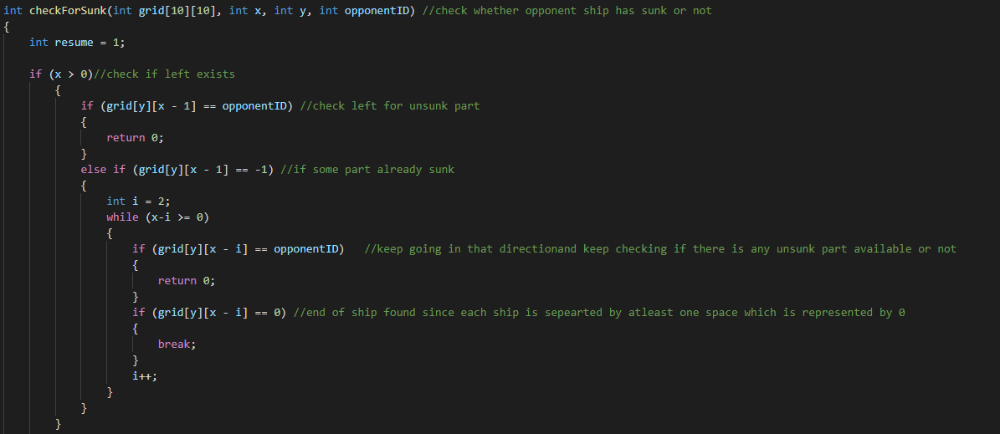 int checkForSunk(int grid[10][10], int x, int y, int opponentID) //check whether opponent ship has sunk or not
{
int resume = 1;
if (x > 0)//check if left exists
{
if (grid[y][x - 1] == opponentID) //check left for unsunk part
{
return 0;
}
else if (grid[y][x - 1] == -1) //if some part already sunk
{
int i = 2;
while (x-i >= 0)
{
if (grid[y][x - i] == opponentID) //keep going in that directionand keep checking if there is any unsunk part available or not
{
return 0;
}
if (grid[y][x - i] == 0) //end of ship found since each ship is sepearted by atleast one space which is represented by 0
{
break;
}
i++;
}
}
}